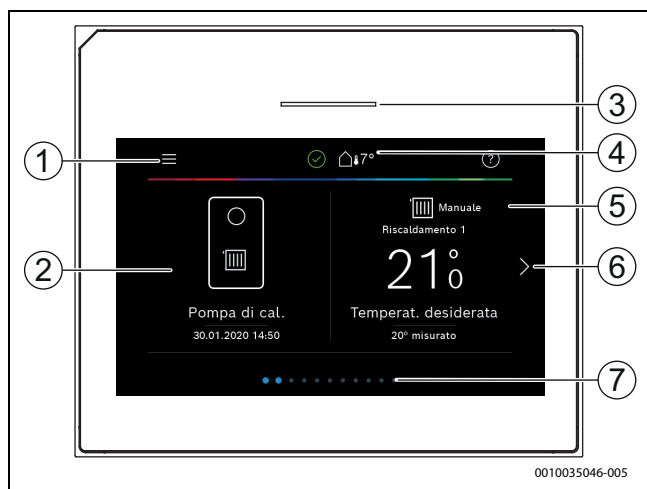 3
1
7°
?
4
Manuale
5
Riscaldamento 1
2
21°0
6
Pompa di cal.
Temperat. desiderata
30.01.2020 14:50
20° misurato
7
0010035046-005